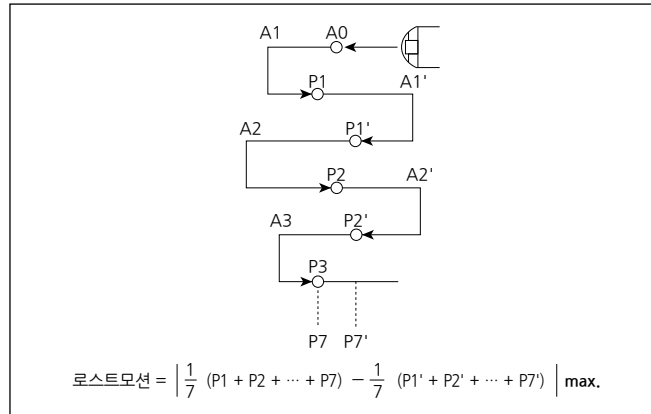 A1 A0
P1 A1'
A2 P1'
P2 A2'
A3 P2'
P3
P7 P7'
로스트모션 = | 1/7 (P1 + P2 + ··· + P7) − 1/7 (P1' + P2' + ··· + P7') | max.